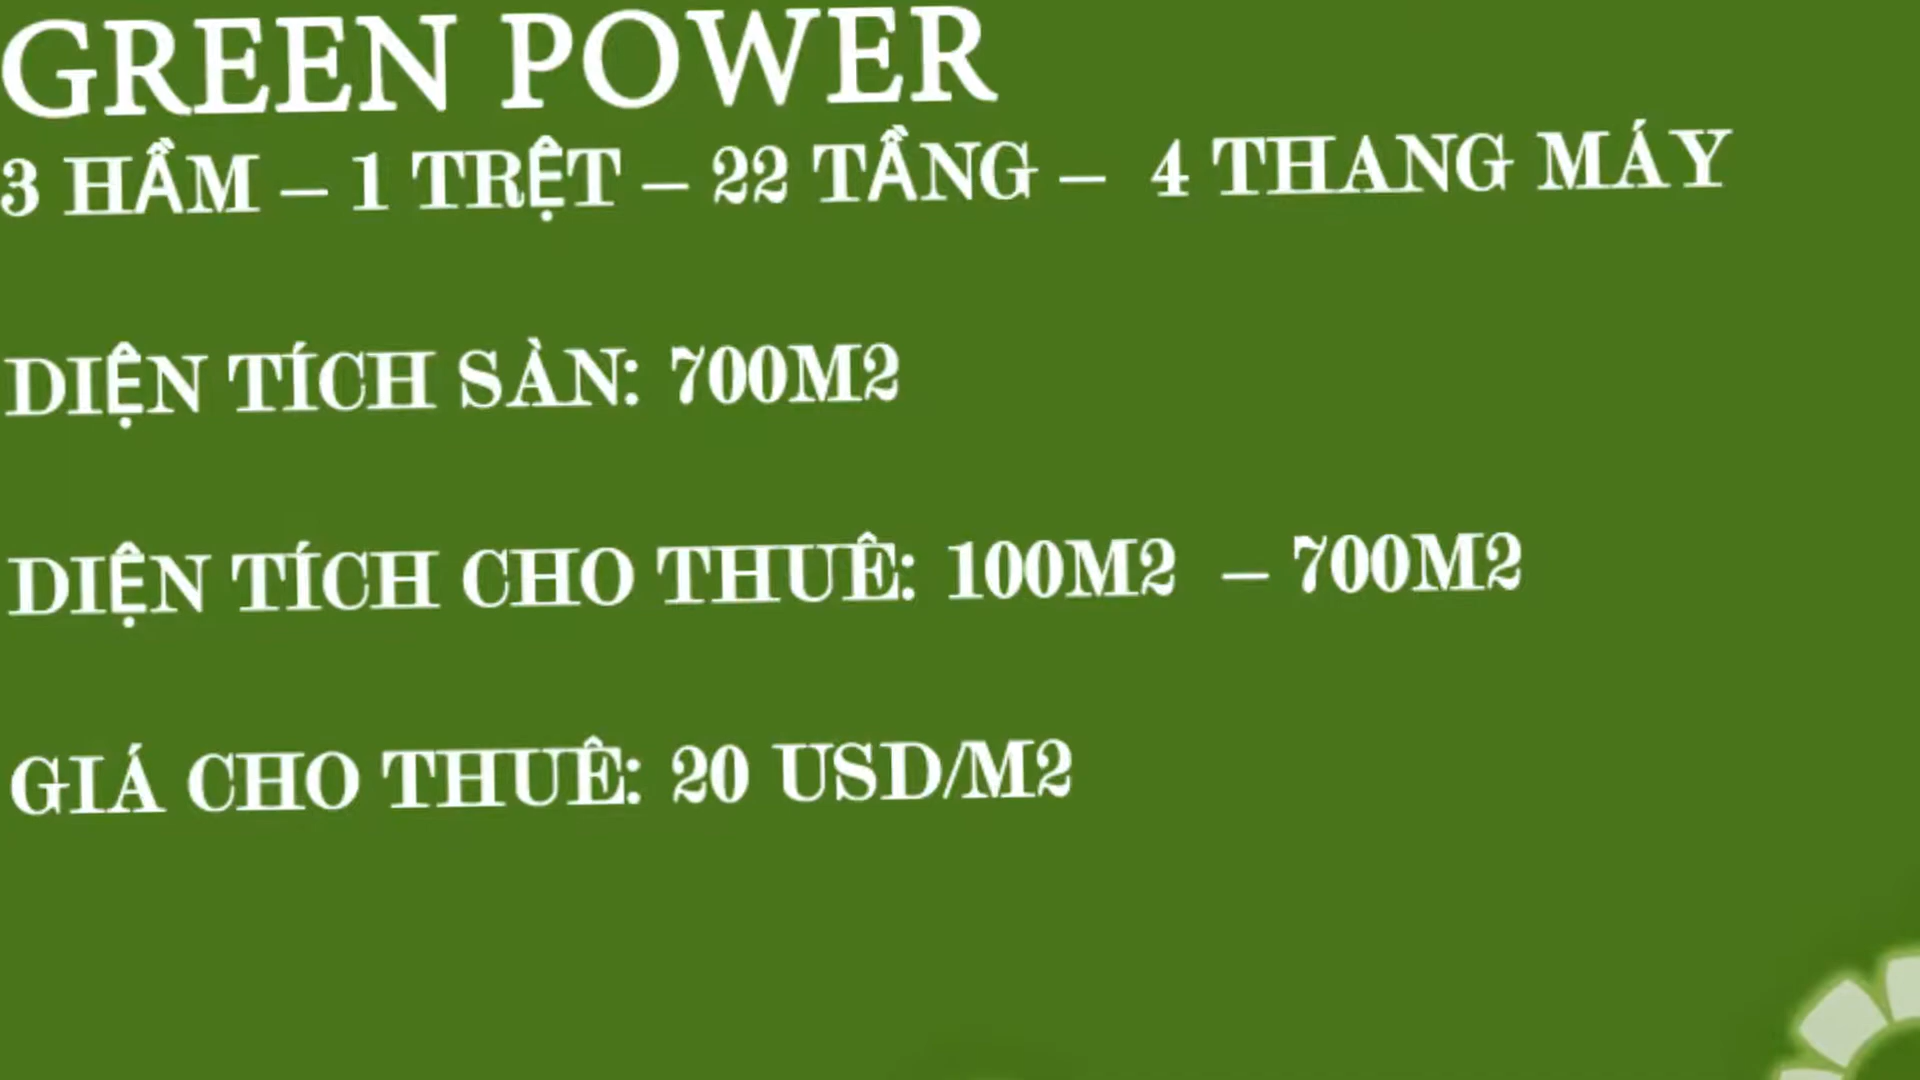 GREEN POWER
3 HẦM – 1 TRỆT – 22 TẦNG – 4 THANG MÁY
DIỆN TÍCH SÀN: 700M2
DIỆN TÍCH CHO THUÊ: 100M2 – 700M2
GIÁ CHO THUÊ: 20 USD/M2